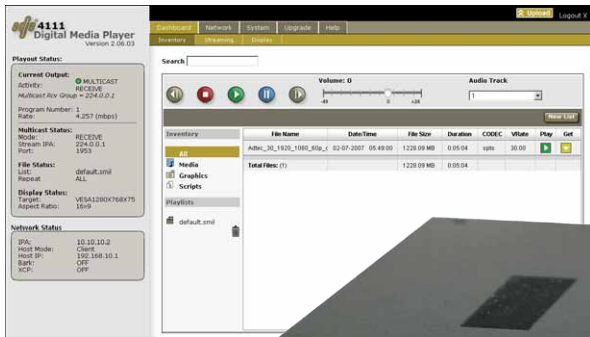 edje 4111
Digital Media Player
Version 2.06.03
Upload
Logout X
Dashboard Network System Upgrade Help
Inventory Streaming Display
Playout Status:
Current Output:
Activity: MULTICAST RECEIVE
Multicast Rcv Group = 224.0.0.1
Program Number: 1
Rate: 4.257 (mbps)
Multicast Status:
Mode: RECEIVE
Stream IPA: 224.0.0.1
Port: 1953
File Status:
List: default.smil
Repeat ALL
Display Status:
Target: VESA1280X768X75
Aspect Ratio: 16x9
Network Status
IPA: 10.10.10.2
Host Mode: Client
Host IP: 192.168.10.1
Bark: OFF
XCP: OFF
Search
Volume: 0
Audio Track
1
New List
Inventory
All
Media
Graphics
Scripts
Playlists
default.smil
File Name Date/Time File Size Duration CODEC VRate Play Get
Adtec_30_1920_1080_60p_c 02-07-2007 05:49:00 1228.09 MB 0:05:04 spts 30.00
Total Files: (1) 1228.09 MB 0:05:04